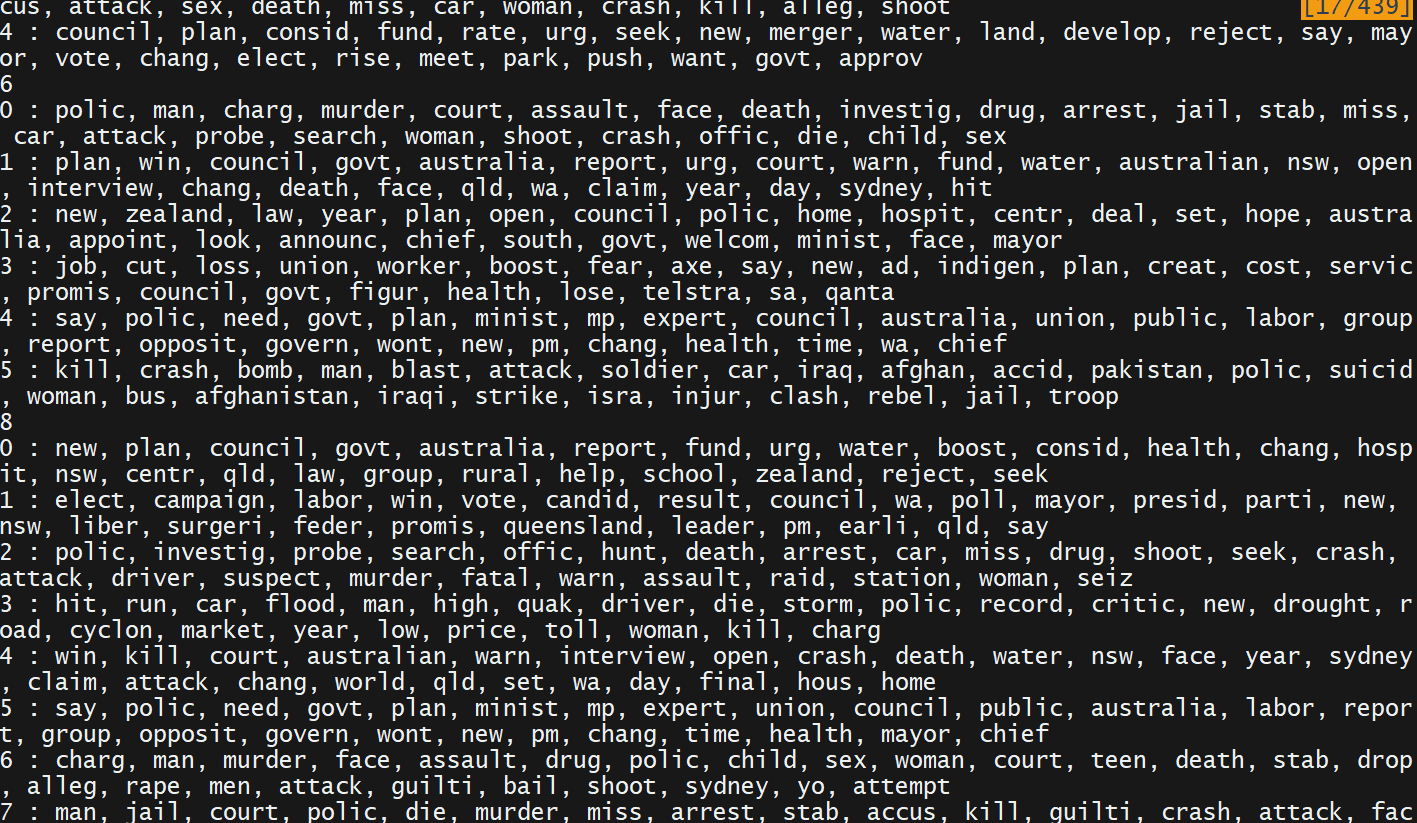 cus, attack, sex, death, miss, car, woman, crash, kill, alleg, shoot
[17/439]
4 : council, plan, consid, fund, rate, urg, seek, new, merger, water, land, develop, reject, say, may
or, vote, chang, elect, rise, meet, park, push, want, govt, approv
6
0 : polic, man, charg, murder, court, assault, face, death, investig, drug, arrest, jail, stab, miss,
 car, attack, probe, search, woman, shoot, crash, offic, die, child, sex
1 : plan, win, council, govt, australia, report, urg, court, warn, fund, water, australian, nsw, open
, interview, chang, death, face, qld, wa, claim, year, day, sydney, hit
2 : new, zealand, law, year, plan, open, council, polic, home, hospit, centr, deal, set, hope, austra
lia, appoint, look, announc, chief, south, govt, welcom, minist, face, mayor
3 : job, cut, loss, union, worker, boost, fear, axe, say, new, ad, indigen, plan, creat, cost, servic
, promis, council, govt, figur, health, lose, telstra, sa, qanta
4 : say, polic, need, govt, plan, minist, mp, expert, council, australia, union, public, labor, group
, report, opposit, govern, wont, new, pm, chang, health, time, wa, chief
5 : kill, crash, bomb, man, blast, attack, soldier, car, iraq, afghan, accid, pakistan, polic, suicid
, woman, bus, afghanistan, iraqi, strike, isra, injur, clash, rebel, jail, troop
8
0 : new, plan, council, govt, australia, report, fund, urg, water, boost, consid, health, chang, hosp
it, nsw, centr, qld, law, group, rural, help, school, zealand, reject, seek
1 : elect, campaign, labor, win, vote, candid, result, council, wa, poll, mayor, presid, parti, new,
nsw, liber, surgeri, feder, promis, queensland, leader, pm, earli, qld, say
2 : polic, investig, probe, search, offic, hunt, death, arrest, car, miss, drug, shoot, seek, crash,
attack, driver, suspect, murder, fatal, warn, assault, raid, station, woman, seiz
3 : hit, run, car, flood, man, high, quak, driver, die, storm, polic, record, critic, new, drought, r
oad, cyclon, market, year, low, price, toll, woman, kill, charg
4 : win, kill, court, australian, warn, interview, open, crash, death, water, nsw, face, year, sydney
, claim, attack, chang, world, qld, set, wa, day, final, hous, home
5 : say, polic, need, govt, plan, minist, mp, expert, union, council, public, australia, labor, repor
t, group, opposit, govern, wont, new, pm, chang, time, health, mayor, chief
6 : charg, man, murder, face, assault, drug, polic, child, sex, woman, court, teen, death, stab, drop
, alleg, rape, men, attack, guilti, bail, shoot, sydney, yo, attempt
7 : man, jail, court, polic, die, murder, miss, arrest, stab, accus, kill, guilti, crash, attack, fac